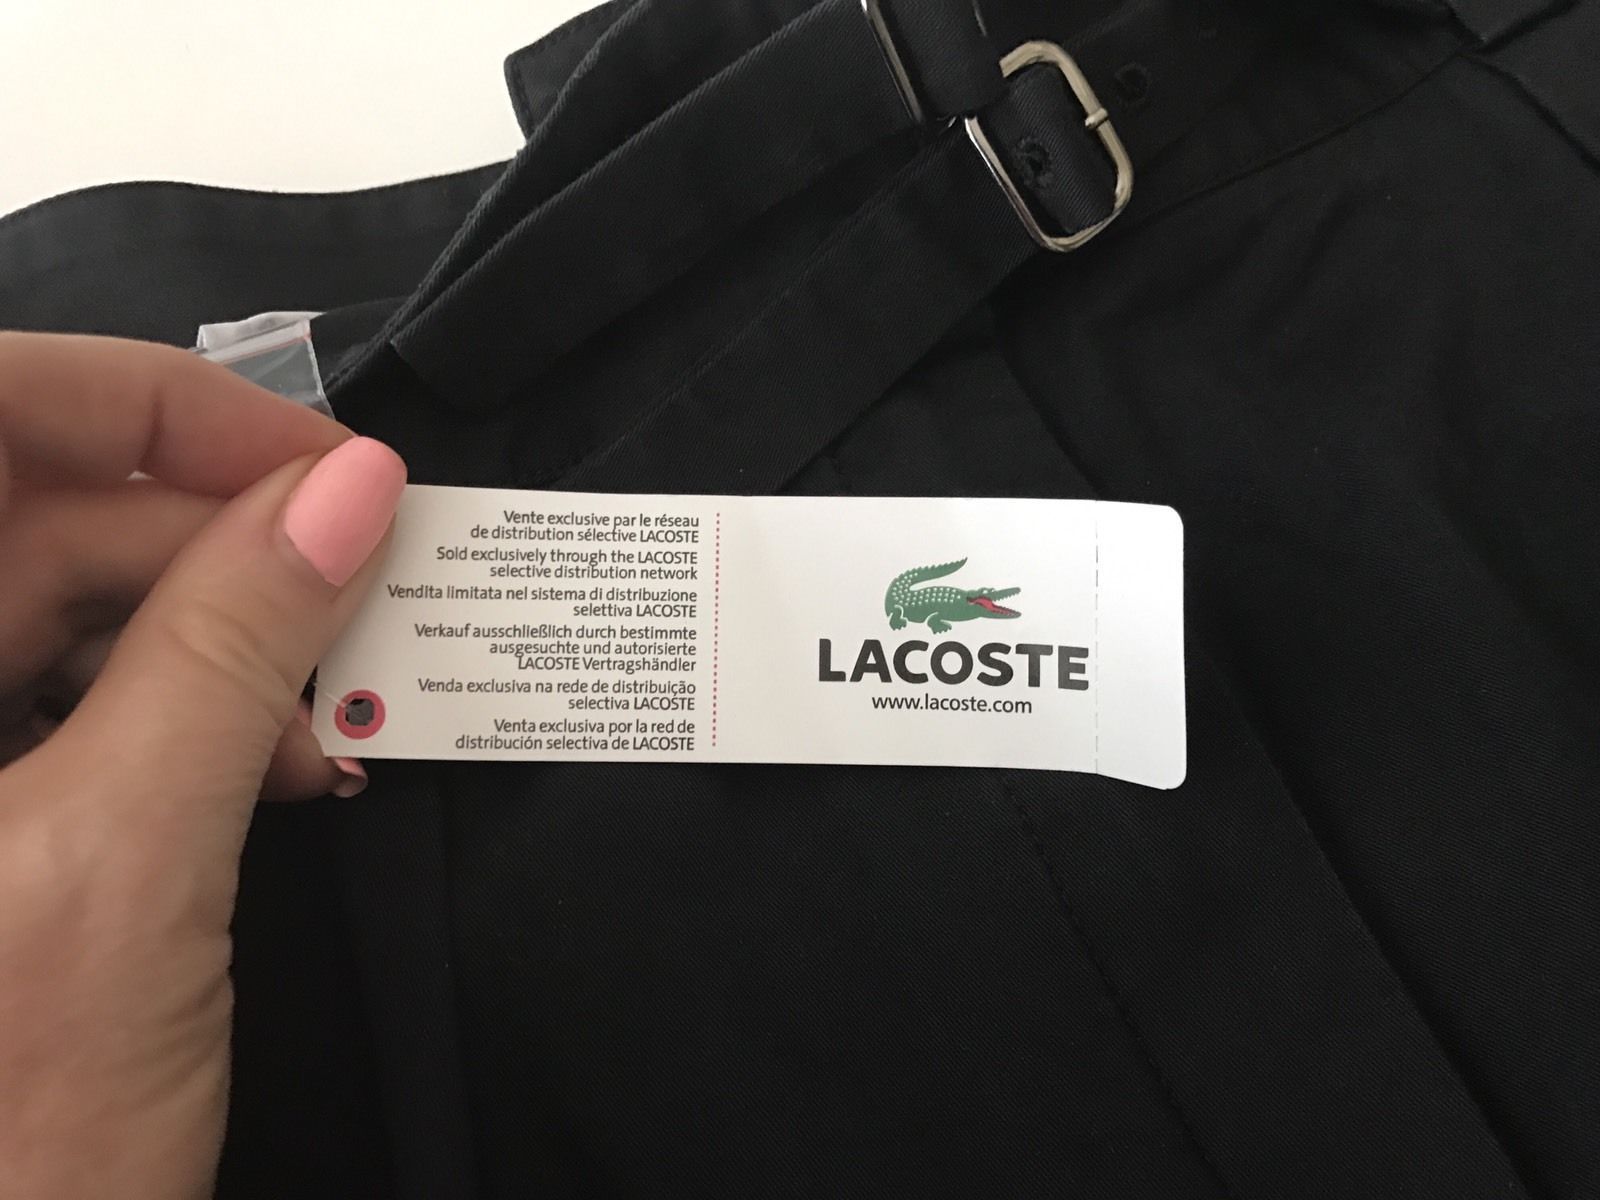 Vente exclusive par le réseau
de distribution sélective LACOSTE
Sold exclusively through the LACOSTE
selective distribution network
Vendita limitata nel sistema di distribuzione
selettiva LACOSTE
Verkauf ausschließlich durch bestimmte
ausgesuchte und autorisierte
LACOSTE Vertragshändler
Venda exclusiva na rede de distribuição
selectiva LACOSTE
Venta exclusiva por la red de
distribución selectiva de LACOSTE
LACOSTE
www.lacoste.com